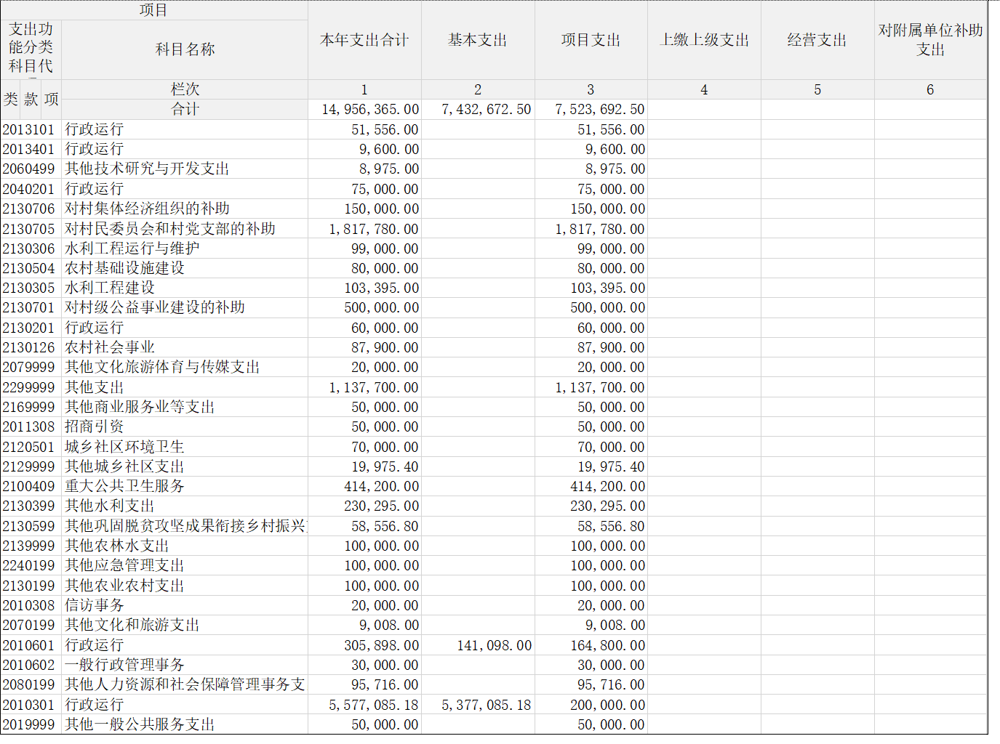 项目
支出功能分类科目代
科目名称
本年支出合计
基本支出
项目支出
上缴上级支出
经营支出
对附属单位补助支出
类 款 项 栏次 1 2 3 4 5 6
合计 14,956,365.00 7,432,672.50 7,523,692.50
2013101 行政运行 51,556.00 51,556.00
2013401 行政运行 9,600.00 9,600.00
2060499 其他技术研究与开发支出 8,975.00 8,975.00
2040201 行政运行 75,000.00 75,000.00
2130706 对村集体经济组织的补助 150,000.00 150,000.00
2130705 对村民委员会和村党支部的补助 1,817,780.00 1,817,780.00
2130306 水利工程运行与维护 99,000.00 99,000.00
2130504 农村基础设施建设 80,000.00 80,000.00
2130305 水利工程建设 103,395.00 103,395.00
2130701 对村级公益事业建设的补助 500,000.00 500,000.00
2130201 行政运行 60,000.00 60,000.00
2130126 农村社会事业 87,900.00 87,900.00
2079999 其他文化旅游体育与传媒支出 20,000.00 20,000.00
2299999 其他支出 1,137,700.00 1,137,700.00
2169999 其他商业服务业等支出 50,000.00 50,000.00
2011308 招商引资 50,000.00 50,000.00
2120501 城乡社区环境卫生 70,000.00 70,000.00
2129999 其他城乡社区支出 19,975.40 19,975.40
2100409 重大公共卫生服务 414,200.00 414,200.00
2130399 其他水利支出 230,295.00 230,295.00
2130599 其他巩固脱贫攻坚成果衔接乡村振兴 58,556.80 58,556.80
2139999 其他农林水支出 100,000.00 100,000.00
2240199 其他应急管理支出 100,000.00 100,000.00
2130199 其他农业农村支出 100,000.00 100,000.00
2010308 信访事务 20,000.00 20,000.00
2070199 其他文化和旅游支出 9,008.00 9,008.00
2010601 行政运行 305,898.00 141,098.00 164,800.00
2010602 一般行政管理事务 30,000.00 30,000.00
2080199 其他人力资源和社会保障管理事务支 95,716.00 95,716.00
2010301 行政运行 5,577,085.18 5,377,085.18 200,000.00
2019999 其他一般公共服务支出 50,000.00 50,000.00